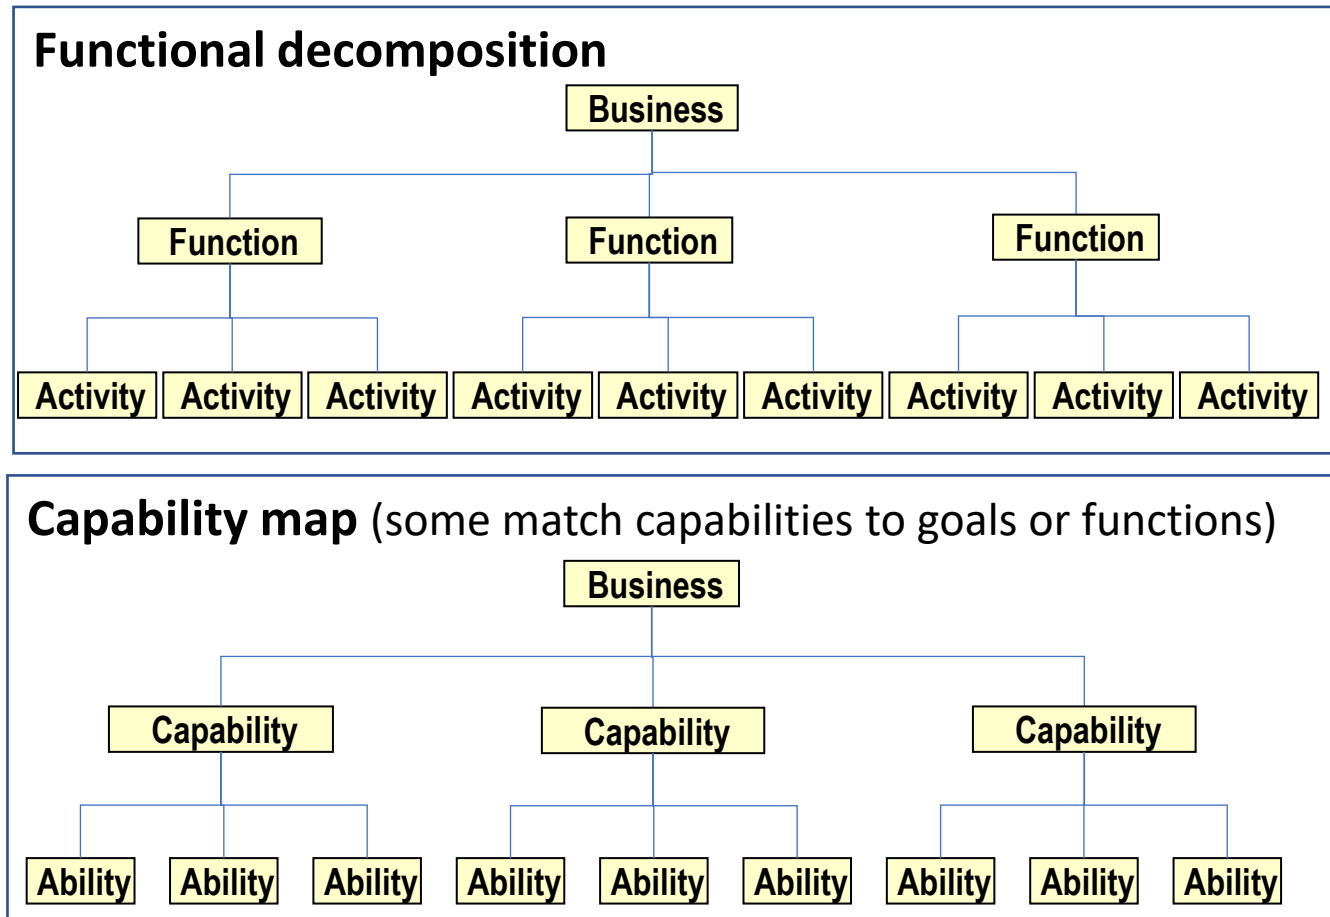 Functional decomposition
Business
Function Function Function
Activity Activity Activity Activity Activity Activity Activity Activity Activity
Capability map (some match capabilities to goals or functions)
Business
Capability Capability Capability
Ability Ability Ability Ability Ability Ability Ability Ability Ability